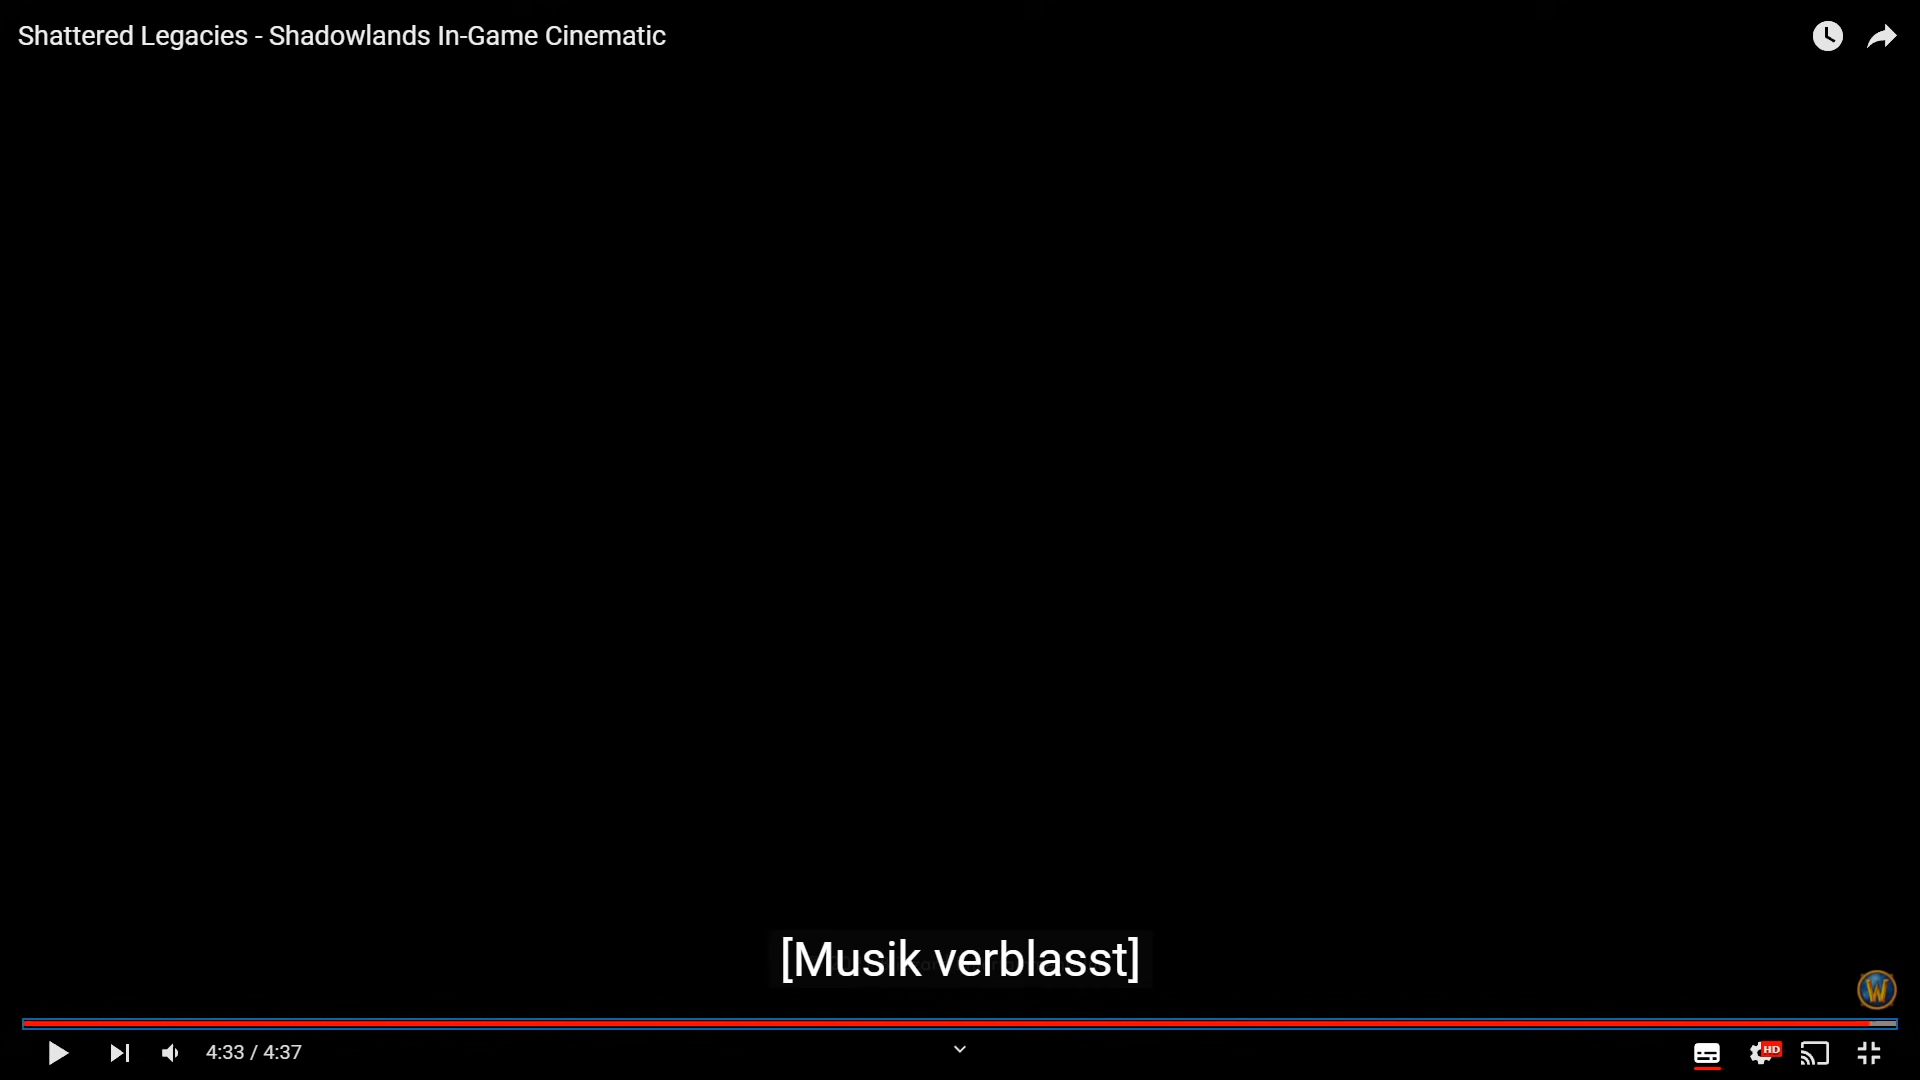 Shattered Legacies - Shadowlands In-Game Cinematic
[Musik verblasst]
W
4:33 / 4:37
HD